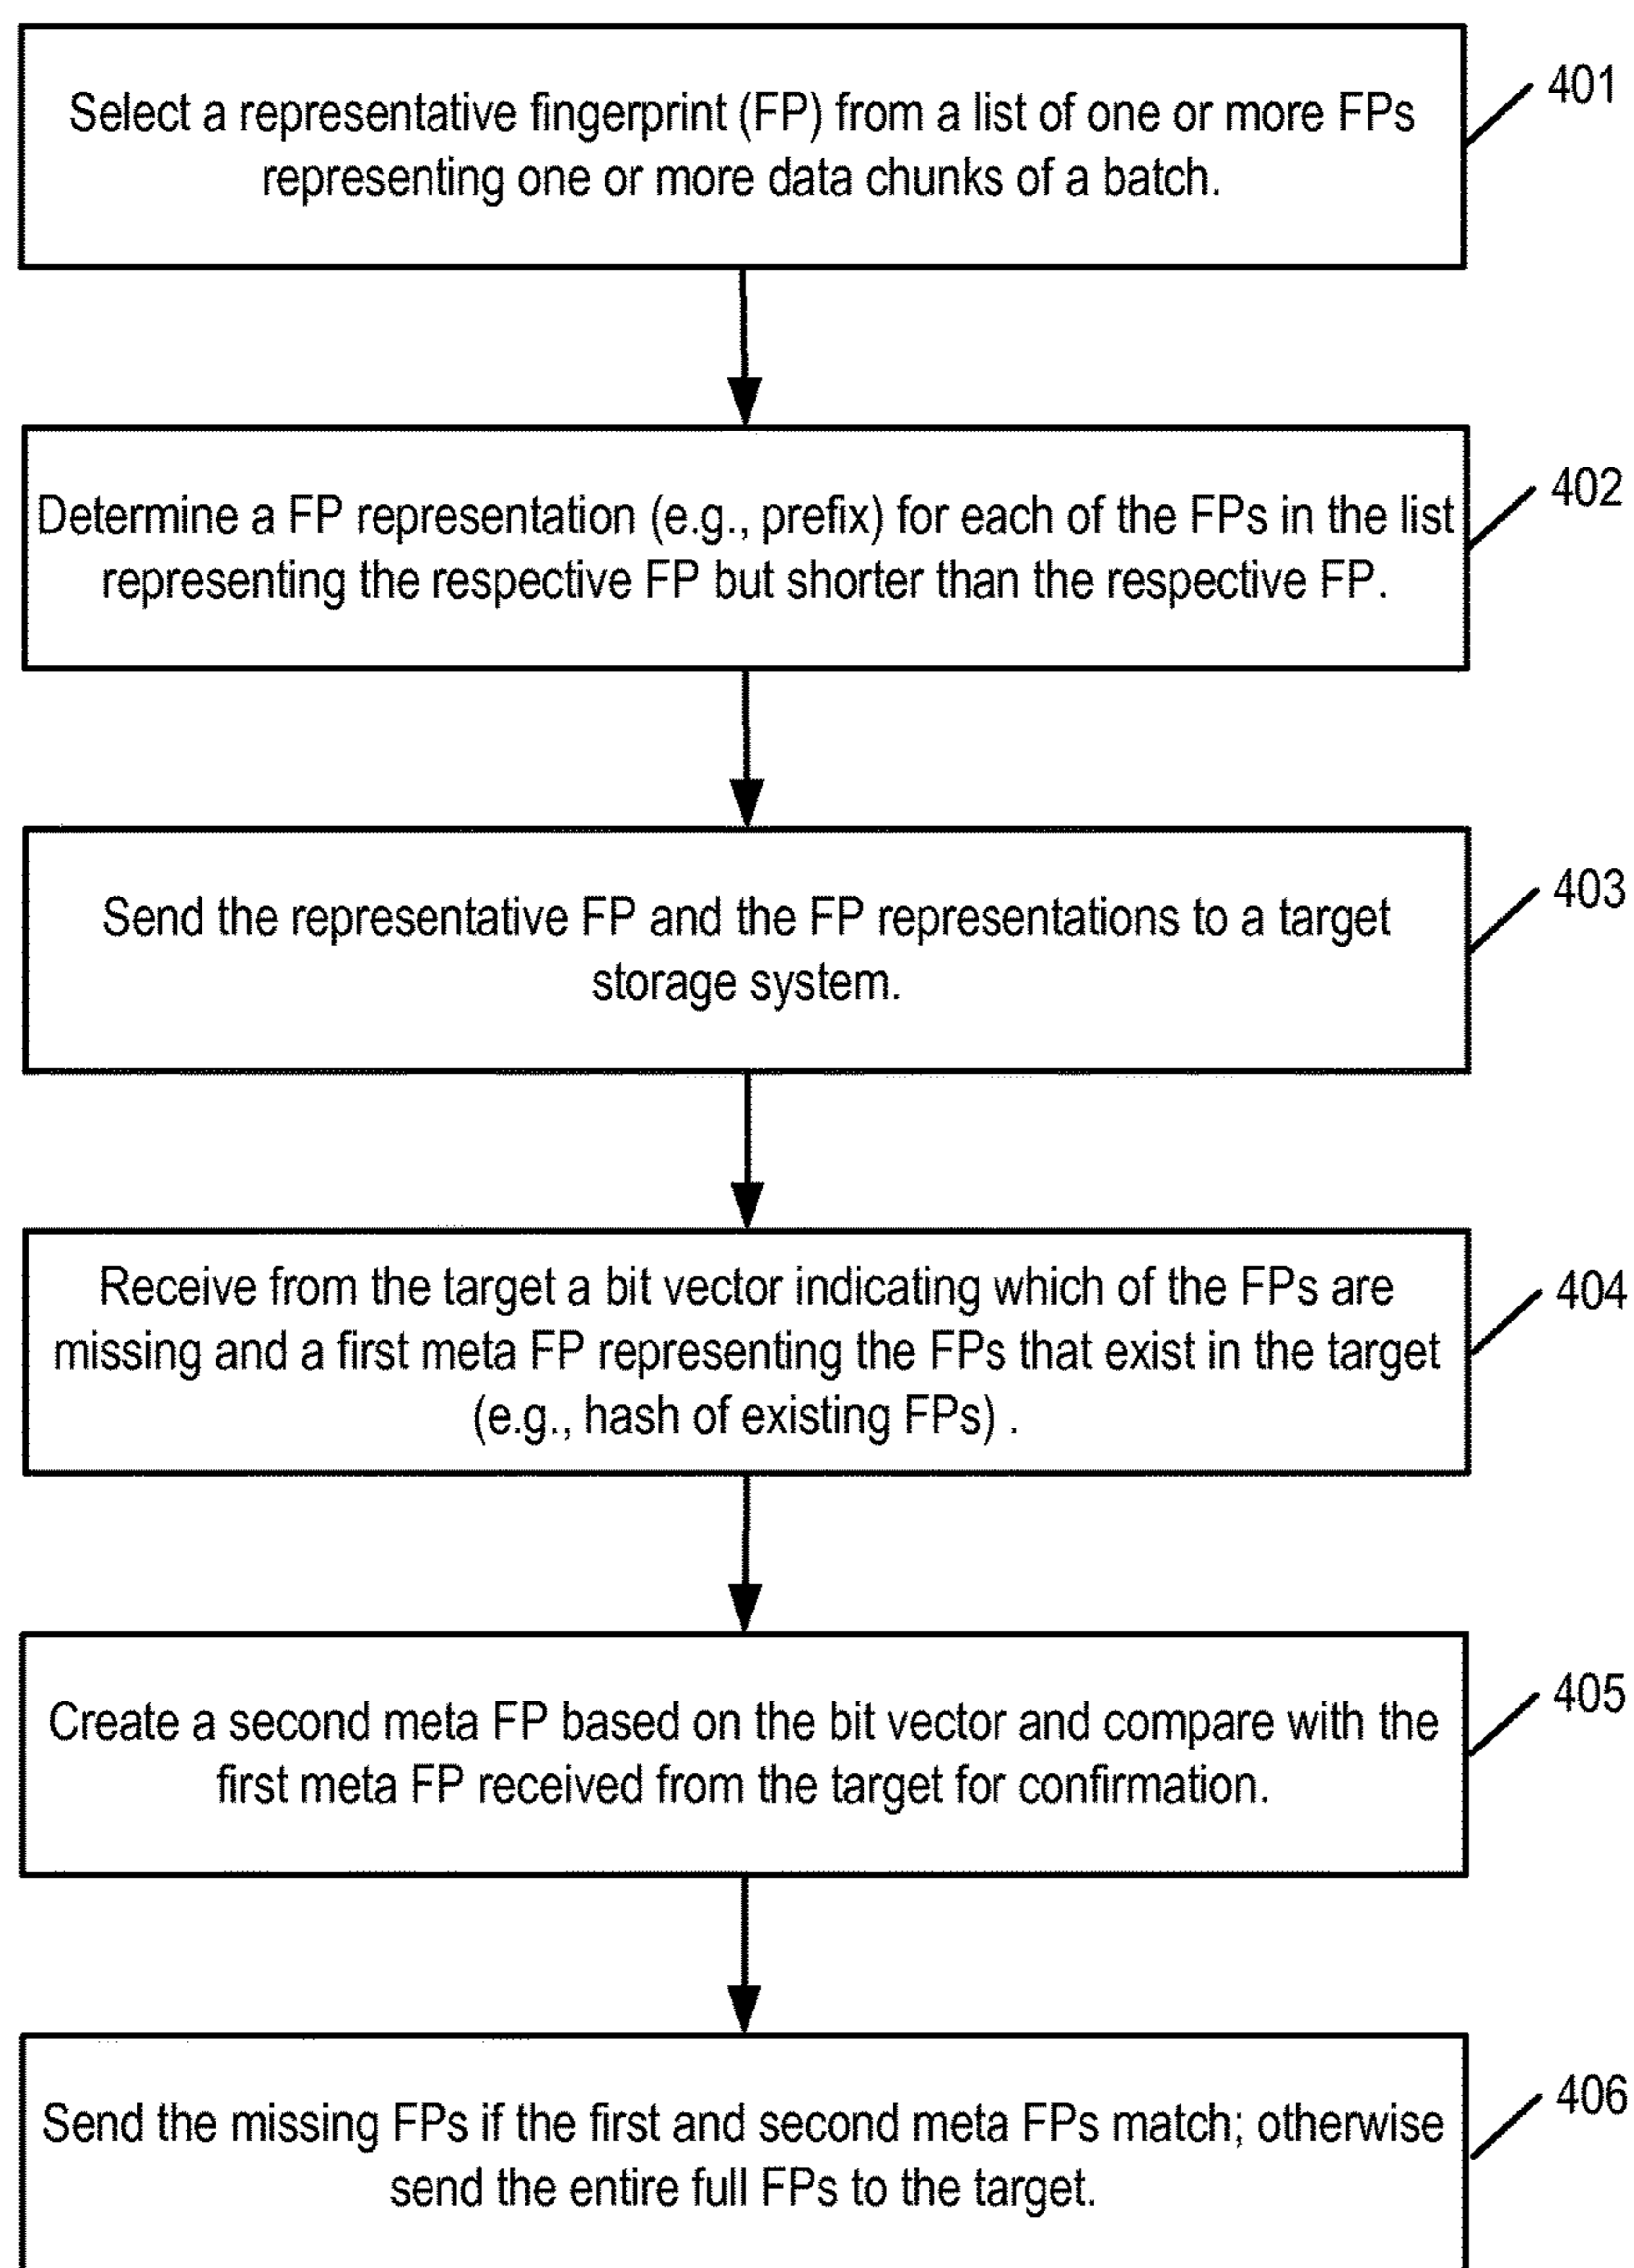 Select a representative fingerprint (FP) from a list of one or more FPs
representing one or more data chunks of a batch.
401
Determine a FP representation (e.g., prefix) for each of the FPs in the list
representing the respective FP but shorter than the respective FP.
402
Send the representative FP and the FP representations to a target
storage system.
403
Receive from the target a bit vector indicating which of the FPs are
missing and a first meta FP representing the FPs that exist in the target
(e.g., hash of existing FPs) .
404
Create a second meta FP based on the bit vector and compare with the
first meta FP received from the target for confirmation.
405
Send the missing FPs if the first and second meta FPs match; otherwise
send the entire full FPs to the target.
406